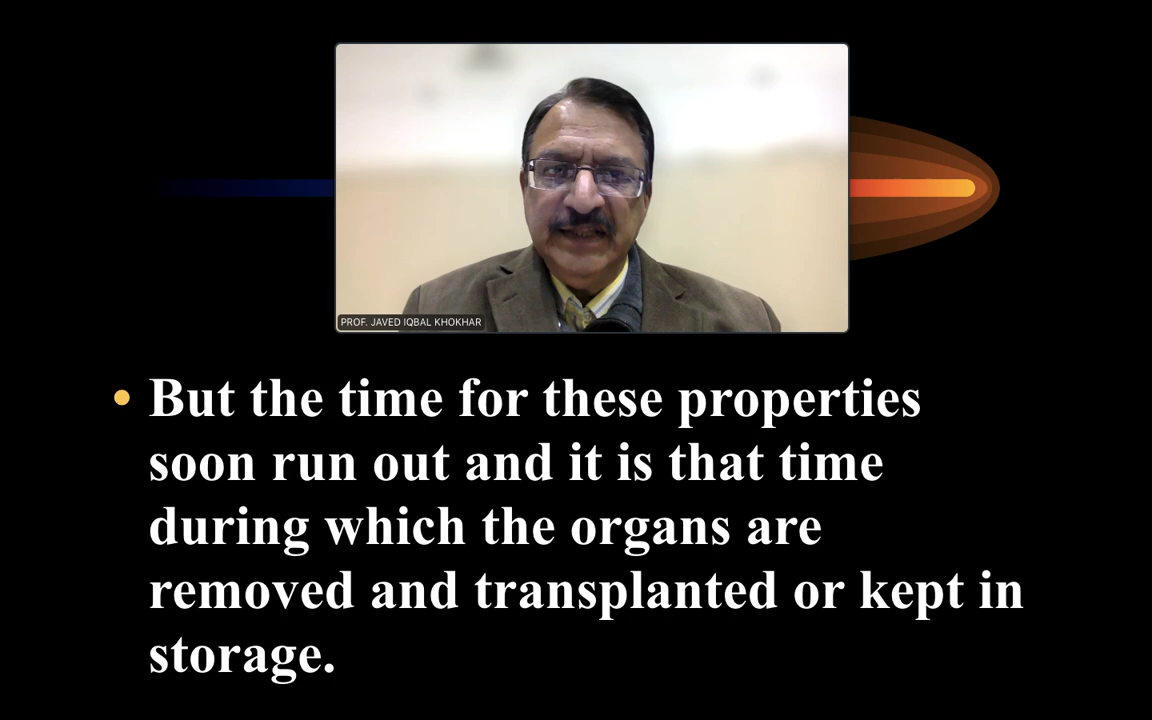 PROF. JAVED IQBAL KHOKHAR
But the time for these properties
soon run out and it is that time
during which the organs are
removed and transplanted or kept in
storage.